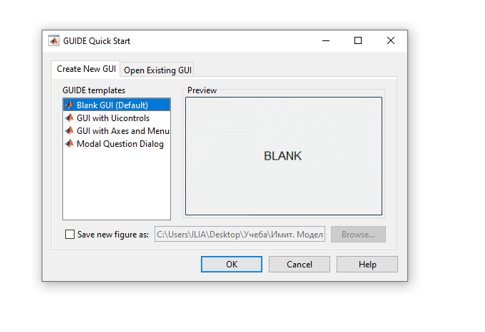 GUIDE Quick Start
Create New GUI
Open Existing GUI
GUIDE templates
Blank GUI (Default)
GUI with Uicontrols
GUI with Axes and Menu
Modal Question Dialog
Preview
BLANK
Save new figure as:
C:\Users\ILIA\Desktop\Учеба\Имит. Модел
Browse...
OK
Cancel
Help